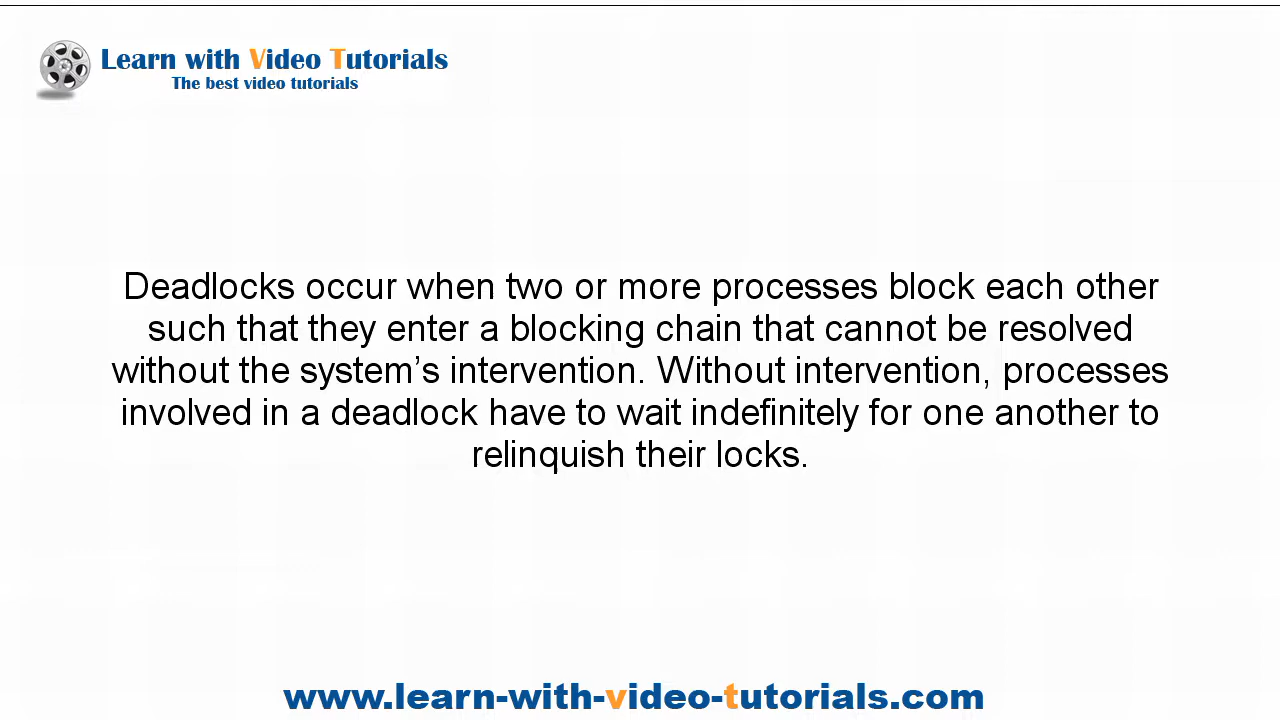 Learn with Video Tutorials
The best video tutorials
Deadlocks occur when two or more processes block each other
such that they enter a blocking chain that cannot be resolved
without the system’s intervention. Without intervention, processes
involved in a deadlock have to wait indefinitely for one another to
relinquish their locks.
www.learn-with-video-tutorials.com